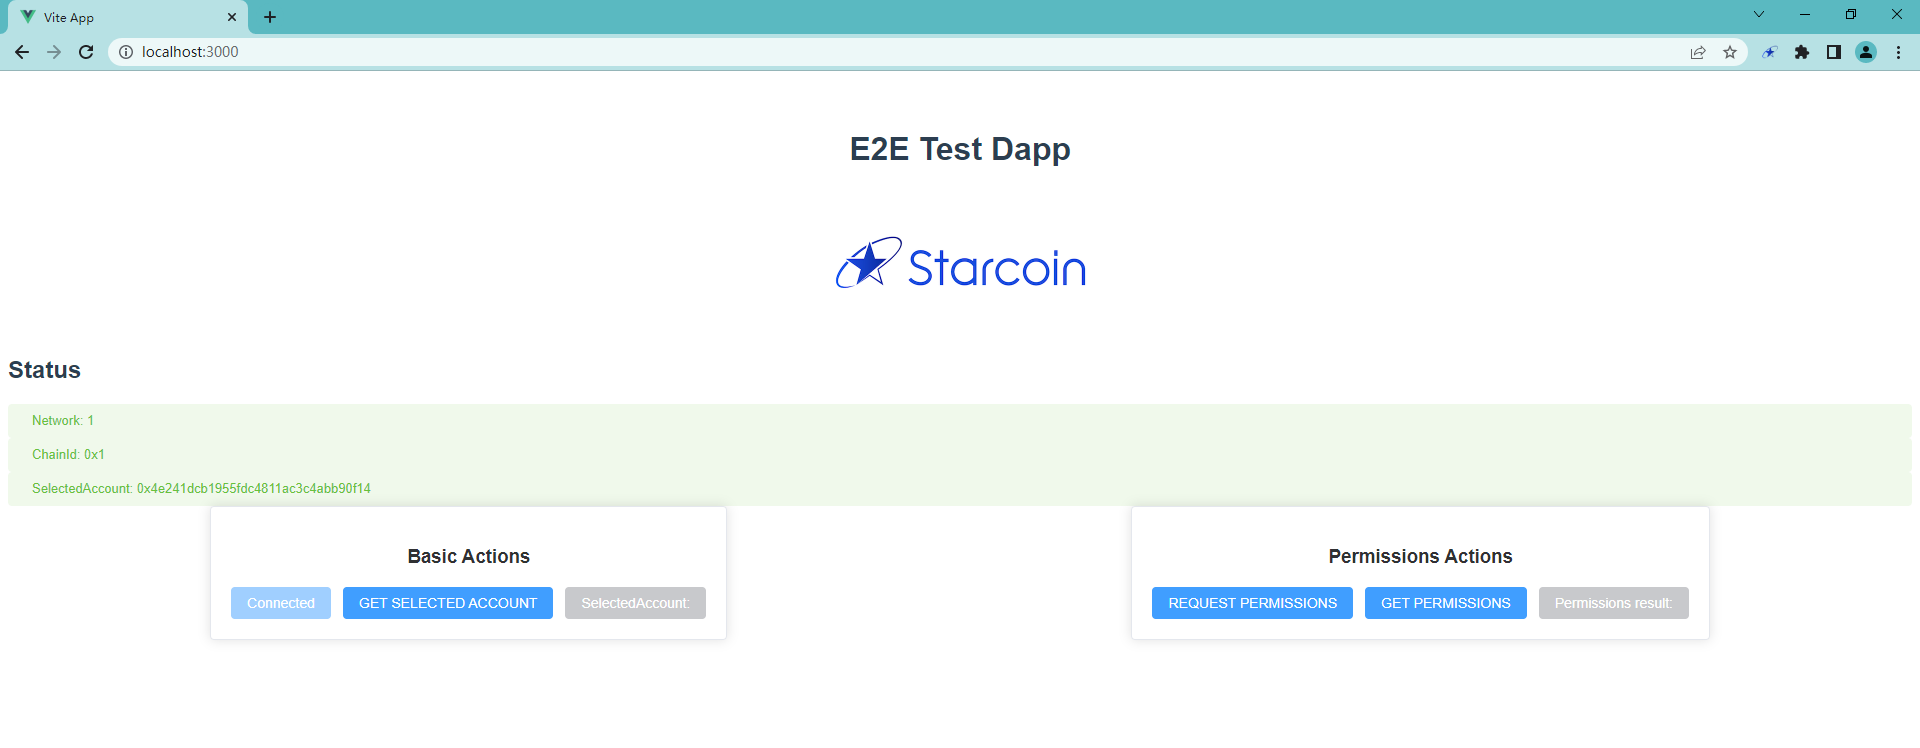 Vite App
localhost:3000
E2E Test Dapp
Starcoin
Status
Network: 1
ChainId: 0x1
SelectedAccount: 0x4e241dcb1955fdc4811ac3c4abb90f14
Basic Actions
Connected GET SELECTED ACCOUNT SelectedAccount:
Permissions Actions
REQUEST PERMISSIONS GET PERMISSIONS Permissions result: